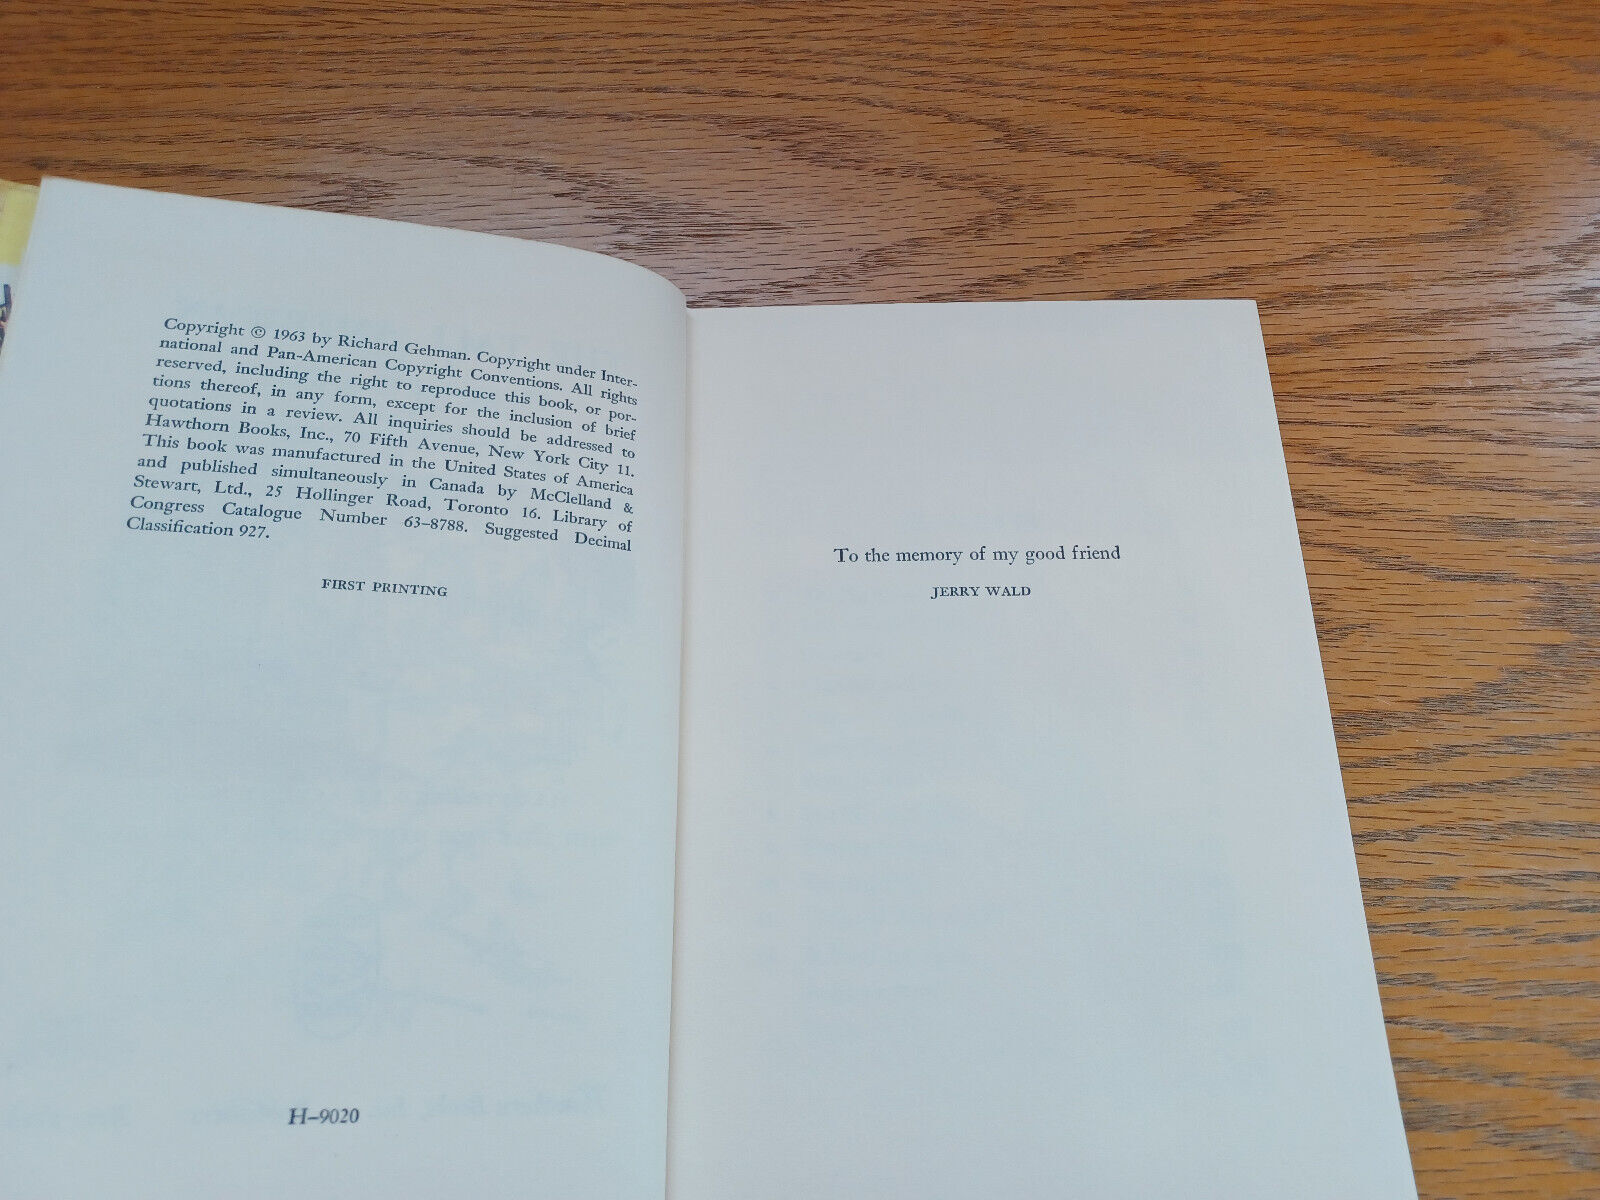 Copyright © 1963 by Richard Gehman. Copyright under Inter-
national and Pan-American Copyright Conventions. All rights
reserved, including the right to reproduce this book, or por-
tions thereof, in any form, except for the inclusion of brief
quotations in a review. All inquiries should be addressed to
Hawthorn Books, Inc., 70 Fifth Avenue, New York City 11.
This book was manufactured in the United States of America
and published simultaneously in Canada by McClelland &
Stewart, Ltd., 25 Hollinger Road, Toronto 16. Library of
Congress Catalogue Number 63–8788. Suggested Decimal
Classification 927.
FIRST PRINTING
H–9020
To the memory of my good friend
JERRY WALD